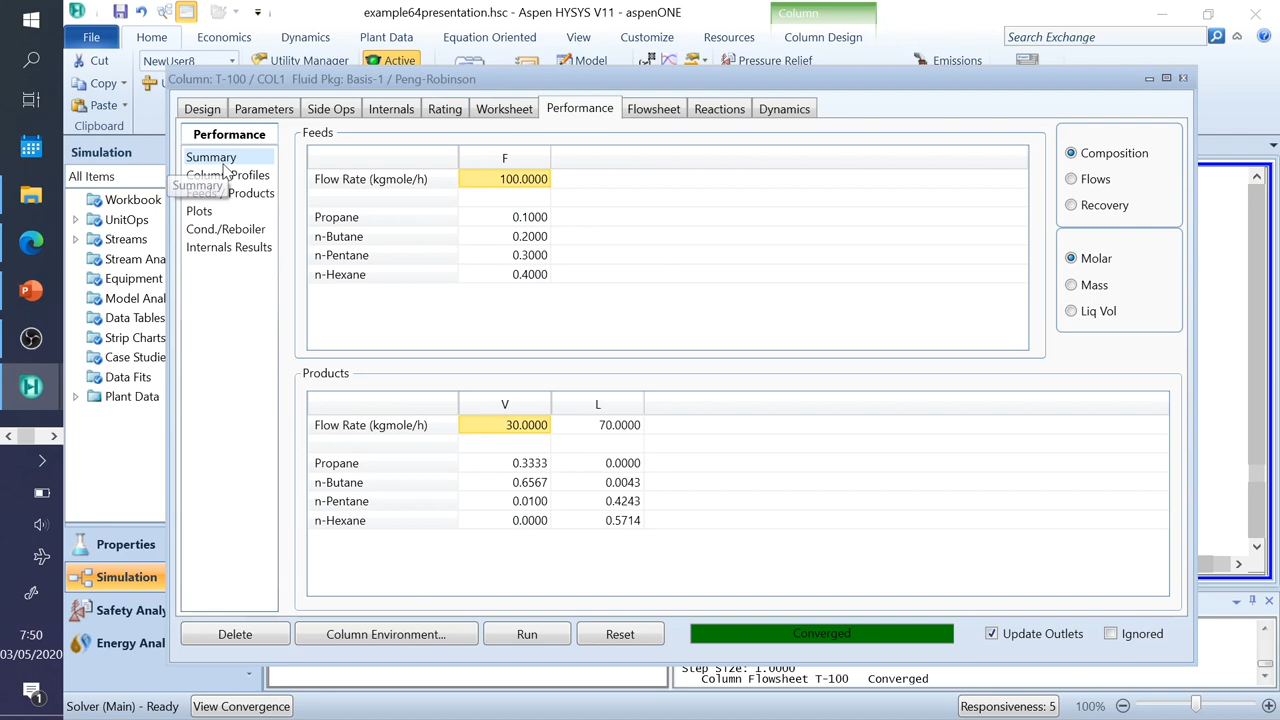 example64presentation.hsc - Aspen HYSYS V11 - aspenONE
Column
File
Home
Economics
Dynamics
Plant Data
Equation Oriented
View
Customize
Resources
Column Design
Search Exchange
Cut
NewUser8
Utility Manager
Active
Model
Pressure Relief
Emissions
Copy
Paste
Clipboard
Column: T-100 / COL1 Fluid Pkg: Basis-1 / Peng-Robinson
Design
Parameters
Side Ops
Internals
Rating
Worksheet
Performance
Flowsheet
Reactions
Dynamics
Simulation
All Items
Workbook
UnitOps
Streams
Stream Ana
Equipment
Model Anal
Data Tables
Strip Charts
Case Studie
Data Fits
Plant Data
Properties
Simulation
Safety Analy
Energy Anal
Performance
Summary
Column Profiles
Feeds / Products
Summary
Plots
Cond./Reboiler
Internals Results
Feeds
F
Flow Rate (kgmole/h) 100.0000
Propane 0.1000
n-Butane 0.2000
n-Pentane 0.3000
n-Hexane 0.4000
Composition
Flows
Recovery
Molar
Mass
Liq Vol
Products
V L
Flow Rate (kgmole/h) 30.0000 70.0000
Propane 0.3333 0.0000
n-Butane 0.6567 0.0043
n-Pentane 0.0100 0.4243
n-Hexane 0.0000 0.5714
Delete
Column Environment...
Run
Reset
Converged
Update Outlets
Ignored
Step Size: 1.0000
Column Flowsheet T-100 Converged
7:50
03/05/2020
1
Solver (Main) - Ready
View Convergence
Responsiveness: 5
100%